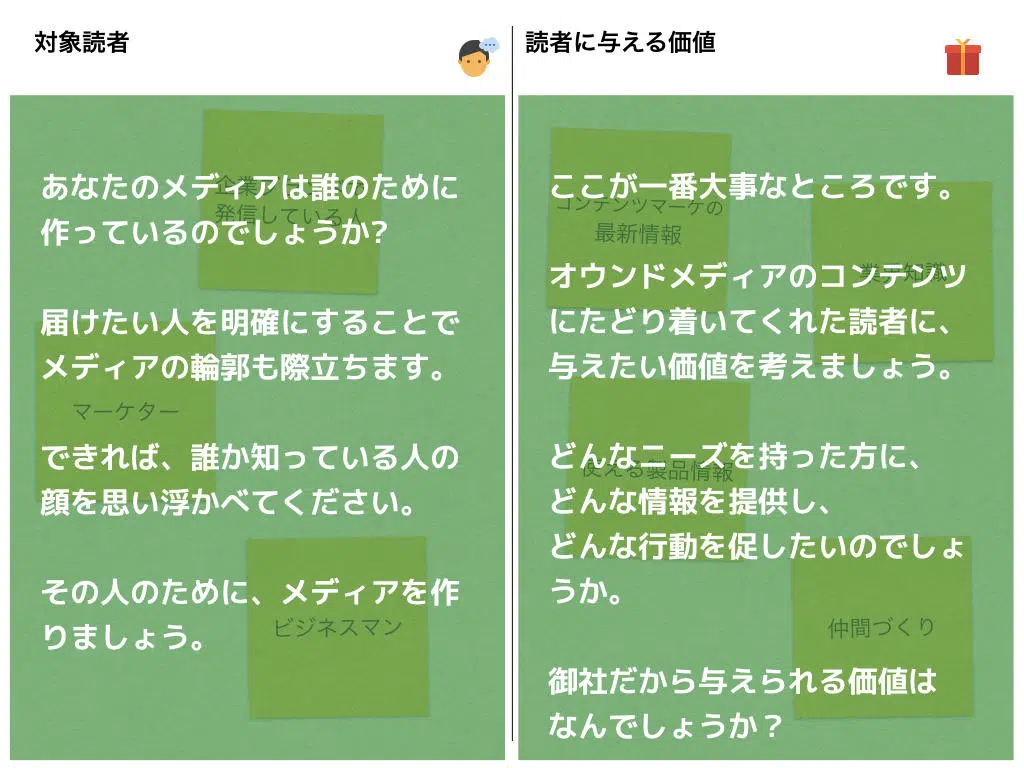 対象読者
あなたのメディアは誰のために
作っているのでしょうか?
届けたい人を明確にすることで
メディアの輪郭も際立ちます。
できれば、誰か知っている人の
顔を思い浮かべてください。
その人のために、メディアを作
りましょう。
発信している人
マーケター
ビジネスマン
読者に与える価値
ここが一番大事なところです。
オウンドメディアのコンテンツ
にたどり着いてくれた読者に、
与えたい価値を考えましょう。
どんなニーズを持った方に、
どんな情報を提供し、
どんな行動を促したいのでしょ
うか。
御社だから与えられる価値は
なんでしょうか？
コンテンツマーケの
最新情報
使える製品情報
仲間づくり